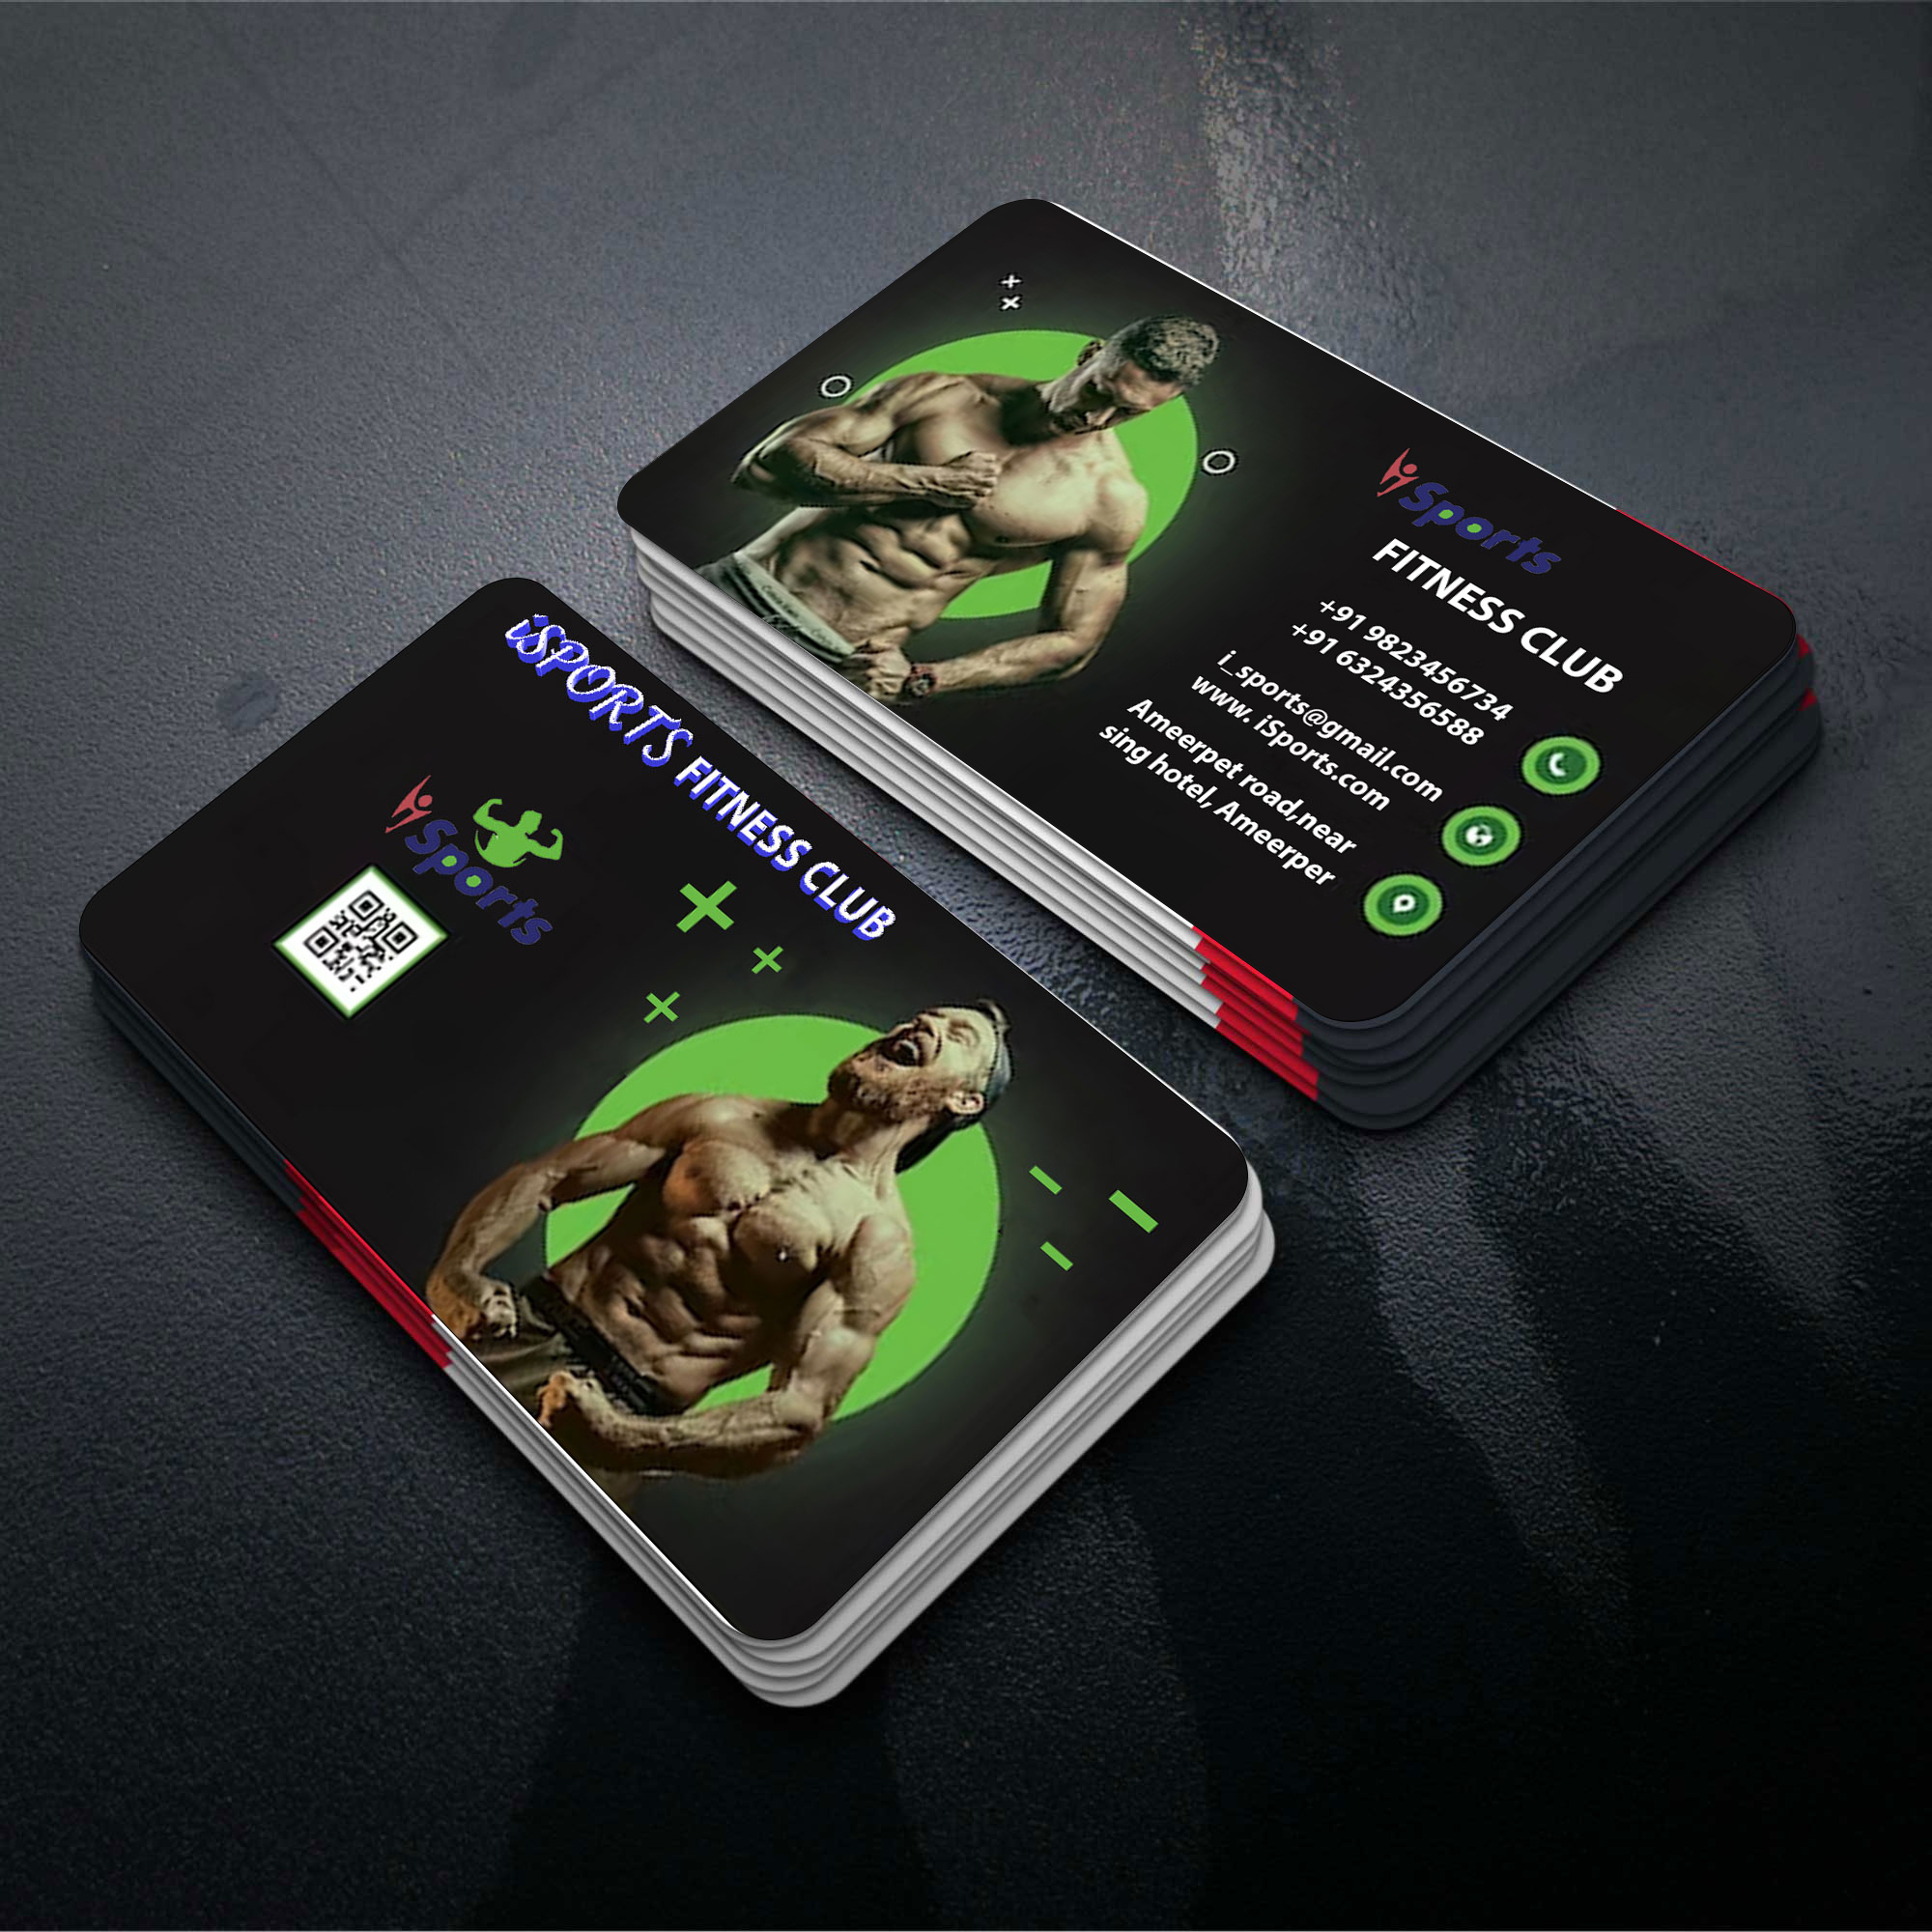 iSports
FITNESS CLUB
+91 9823456734
+91 6324356588
i_sports@gmail.com
www. iSports.com
Ameerpet road,near
sing hotel, Ameerper
iSPORTS FITNESS CLUB
iSports